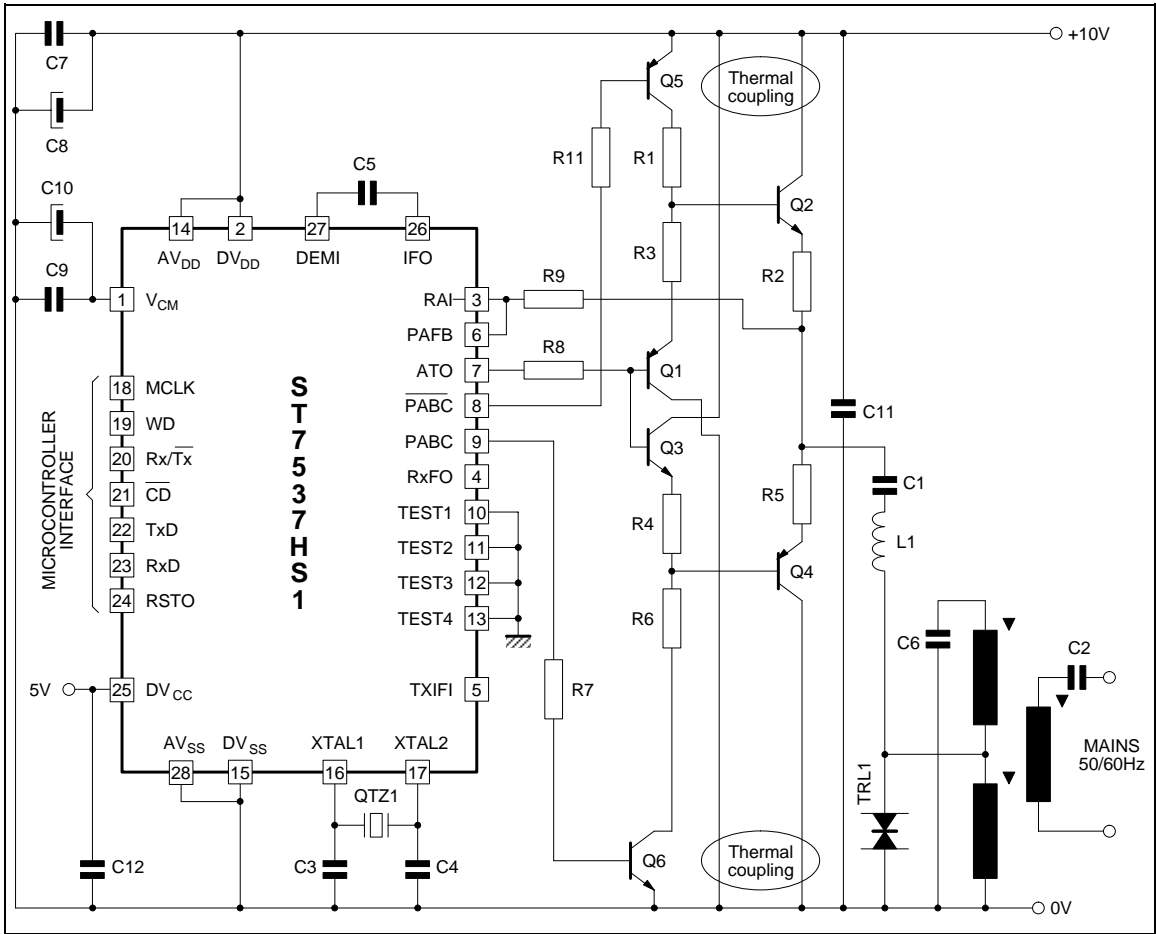 C7
+10V
Q5
Thermal
coupling
C8
R11
R1
C5
C10
Q2
14
2
27
26
AVDD
DVDD
DEMI
IFO
R3
C9
R2
R9
1
VCM
RAI
3
PAFB
6
R8
ATO
7
Q1
18
MCLK
PABC
8
C11
19
WD
PABC
9
Q3
20
Rx/Tx
RxFO
4
C1
21
CD
TEST1
10
R4
R5
22
TxD
TEST2
11
L1
23
RxD
TEST3
12
Q4
24
RSTO
TEST4
13
R6
MICROCONTROLLER
INTERFACE
ST7537HS1
C6
C2
5V
25
DVCC
TXIFI
5
R7
AVSS
DVSS
XTAL1
XTAL2
MAINS
50/60Hz
28
15
16
17
TRL1
QTZ1
C12
C3
C4
Q6
Thermal
coupling
0V